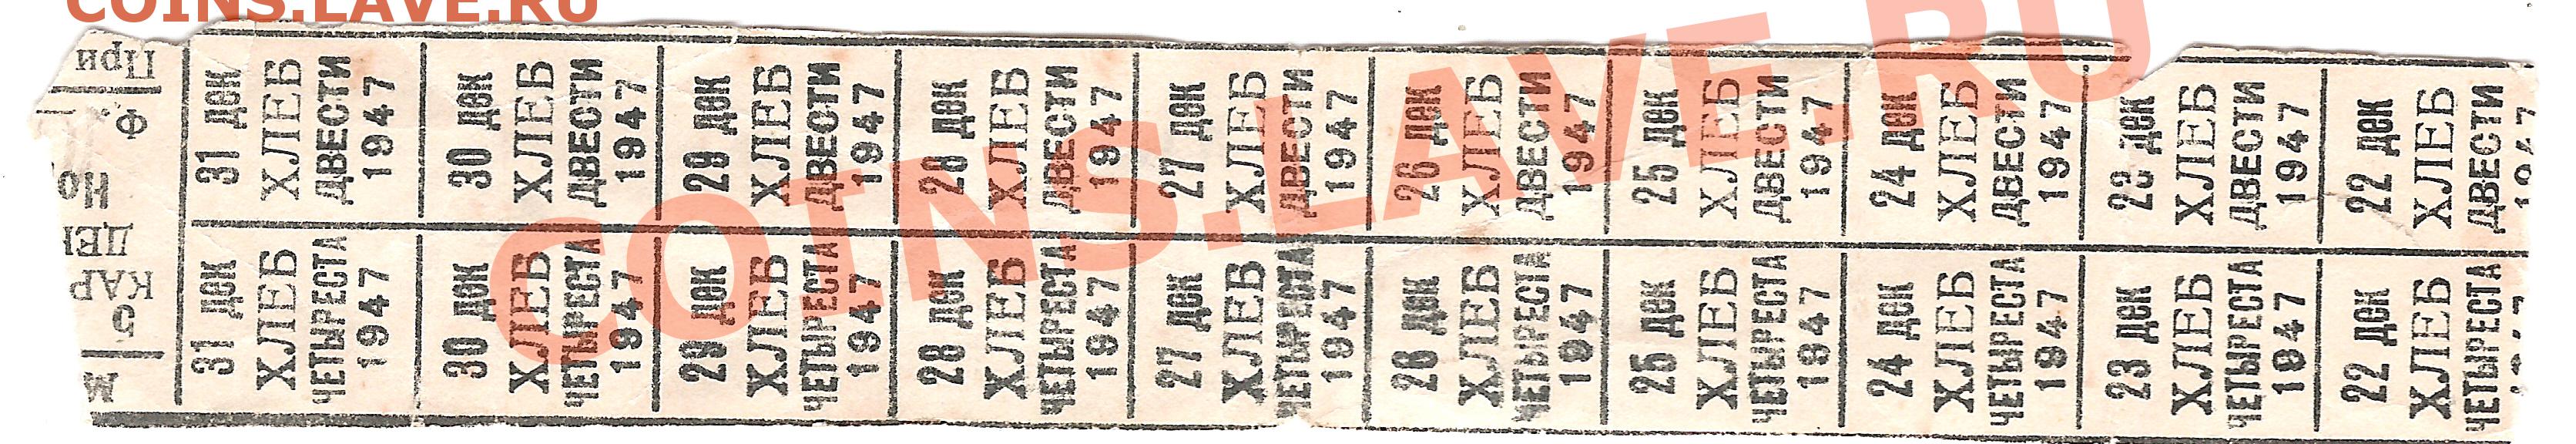 COINS.LAVE.RU
COINS.LAVE.RU
При
Ф.
КАР
5
М
31 дек
ХЛЕБ
ДВЕСТИ
1947
30 дек
ХЛЕБ
ДВЕСТИ
1947
29 дек
ХЛЕБ
ДВЕСТИ
1947
28 дек
ХЛЕБ
ДВЕСТИ
1947
27 дек
ХЛЕБ
ДВЕСТИ
1947
26 дек
ХЛЕБ
ДВЕСТИ
1947
25 дек
ХЛЕБ
ДВЕСТИ
1947
24 дек
ХЛЕБ
ДВЕСТИ
1947
23 дек
ХЛЕБ
ДВЕСТИ
1947
22 дек
ХЛЕБ
ДВЕСТИ
31 дек
ХЛЕБ
ЧЕТЫРЕСТА
1947
30 дек
ХЛЕБ
ЧЕТЫРЕСТА
1947
29 дек
ХЛЕБ
ЧЕТЫРЕСТА
1947
28 дек
ХЛЕБ
ЧЕТЫРЕСТА
1947
27 дек
ХЛЕБ
ЧЕТЫРЕСТА
1947
26 дек
ХЛЕБ
ЧЕТЫРЕСТА
1947
25 дек
ХЛЕБ
ЧЕТЫРЕСТА
1947
24 дек
ХЛЕБ
ЧЕТЫРЕСТА
1947
23 дек
ХЛЕБ
ЧЕТЫРЕСТА
1947
22 дек
ХЛЕБ
ЧЕТЫРЕСТА